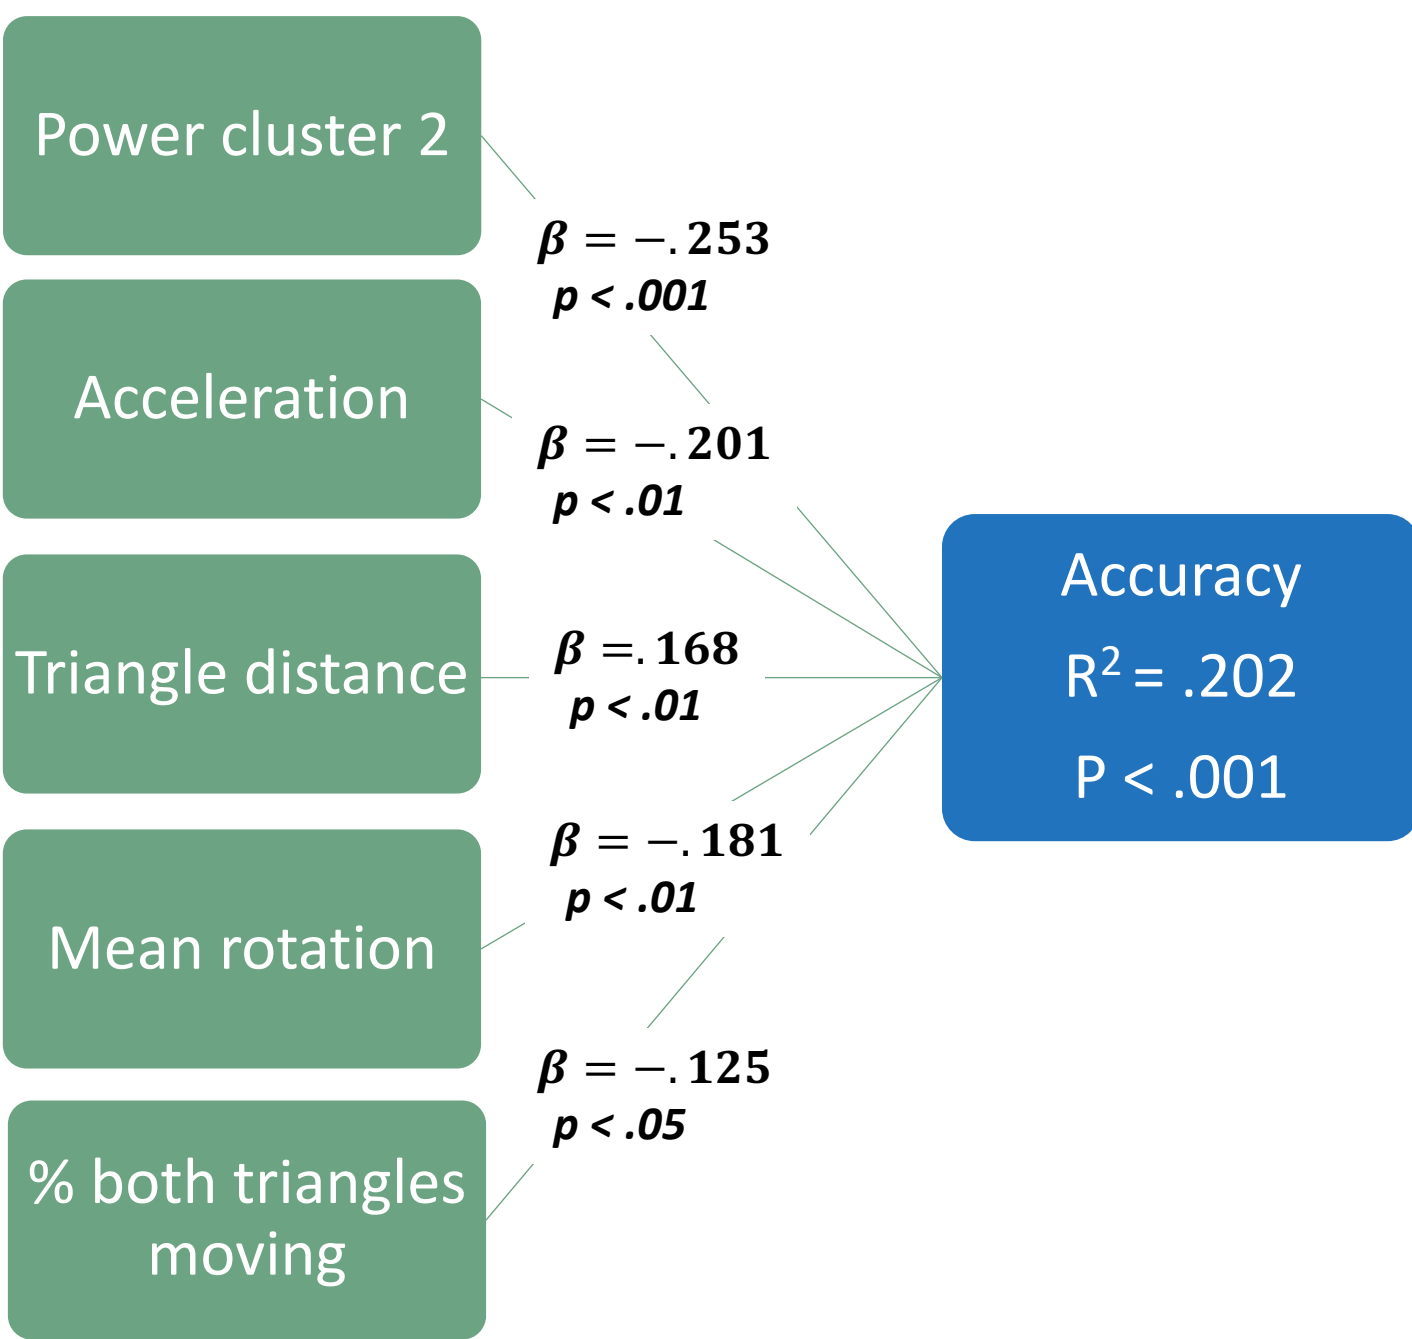 Power cluster 2
β = −. 253
p < .001
Acceleration
β = −. 201
p < .01
Triangle distance
β =. 168
p < .01
Mean rotation
β = −. 181
p < .01
% both triangles
moving
β = −. 125
p < .05
Accuracy
R² = .202
P < .001